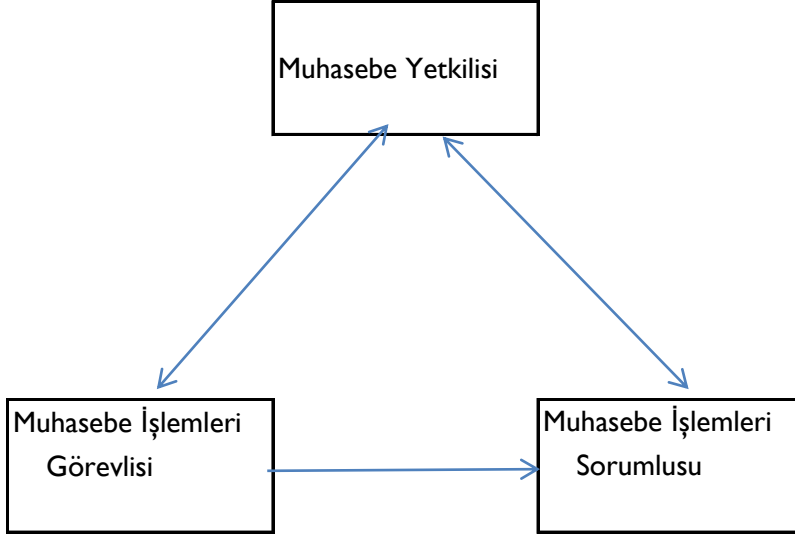 Muhasebe Yetkilisi
Muhasebe İşlemleri
Görevlisi
Muhasebe İşlemleri
Sorumlusu